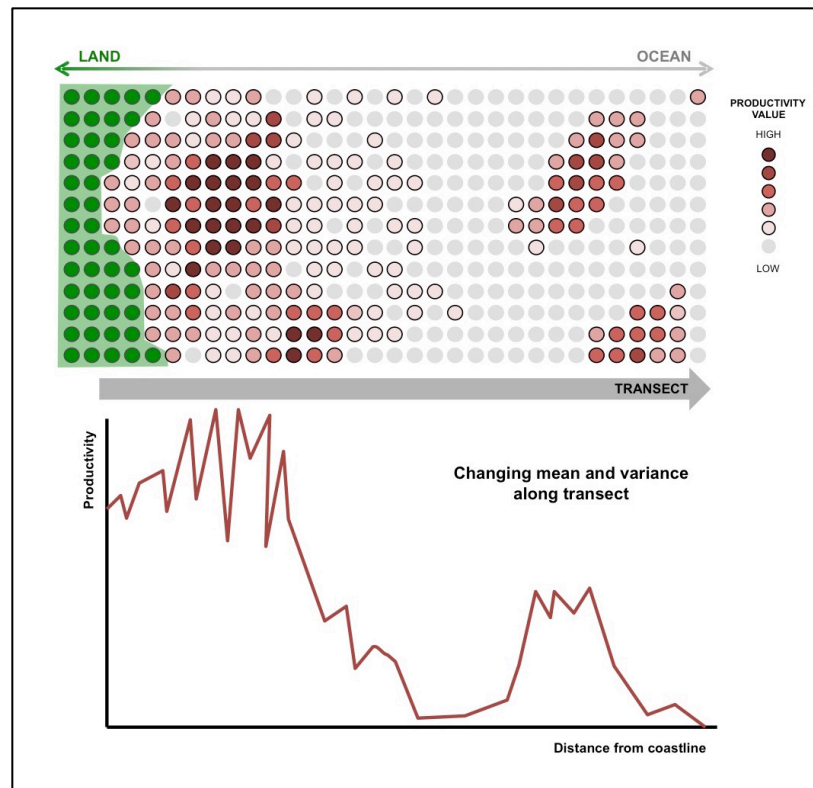 LAND
OCEAN
PRODUCTIVITY
VALUE
HIGH
LOW
TRANSECT
Productivity
Changing mean and variance
along transect
Distance from coastline